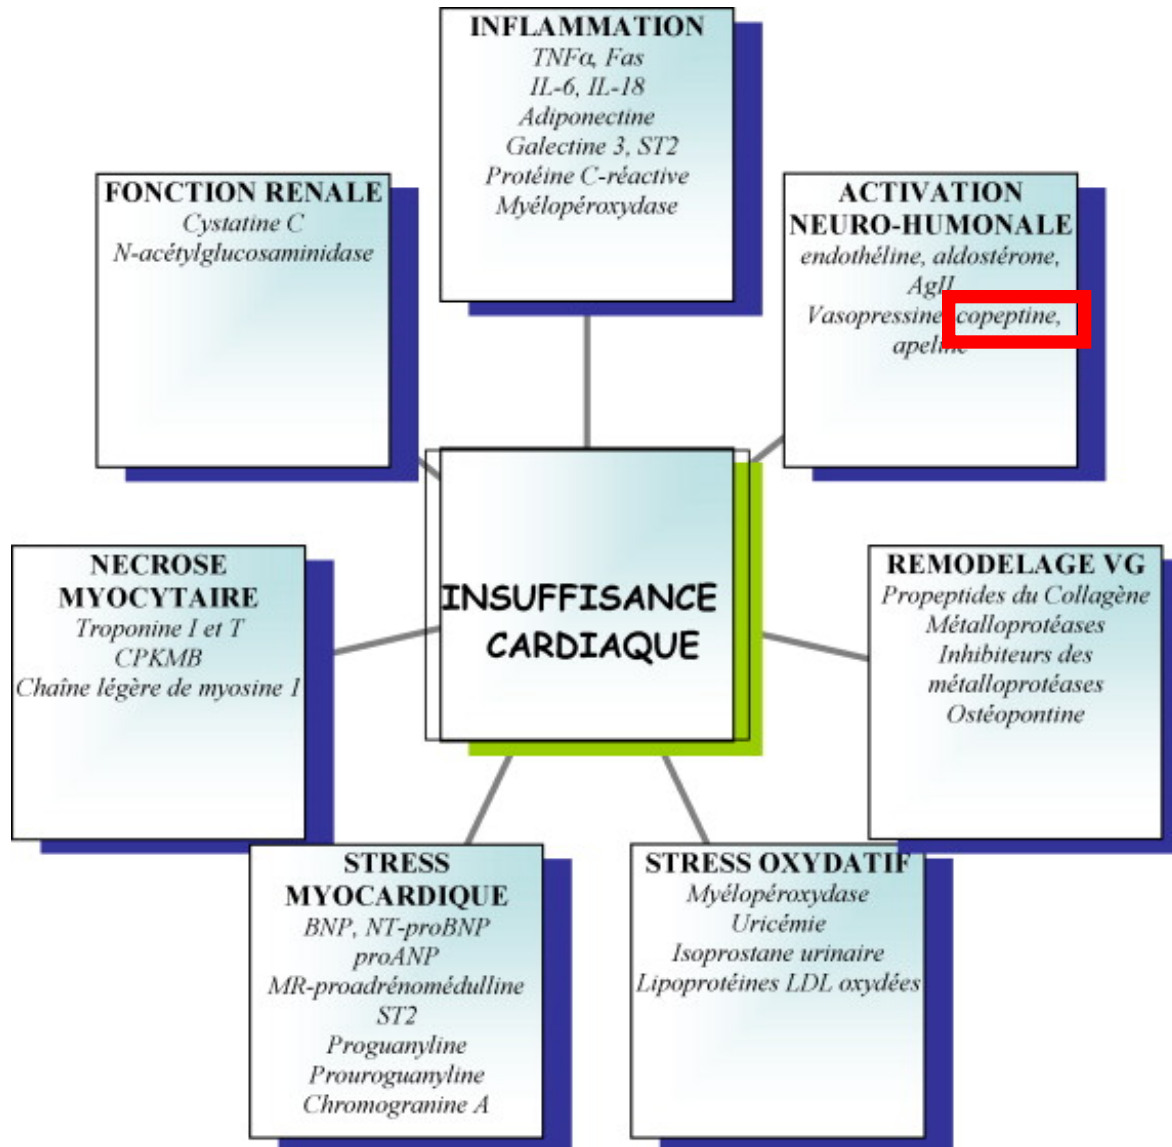 INFLAMMATION
TNFα, Fas
IL-6, IL-18
Adiponectine
Galectine 3, ST2
Protéine C-réactive
Myélopéroxydase
FONCTION RENALE
Cystatine C
N-acétylglucosaminidase
ACTIVATION
NEURO-HUMONALE
endothéline, aldostérone,
AgII
Vasopressine, copeptine,
apeline
NECROSE
MYOCYTAIRE
Troponine I et T
CPKMB
Chaîne légère de myosine I
INSUFFISANCE
CARDIAQUE
REMODELAGE VG
Propeptides du Collagène
Métalloprotéases
Inhibiteurs des
métalloprotéases
Ostéopontine
STRESS
MYOCARDIQUE
BNP, NT-proBNP
proANP
MR-proadrénomédulline
ST2
Proguanyline
Prouroguanyline
Chromogranine A
STRESS OXYDATIF
Myélopéroxydase
Uricémie
Isoprostane urinaire
Lipoprotéines LDL oxydées